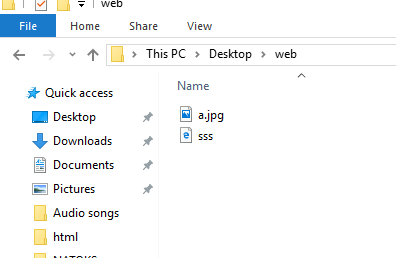 web
File Home Share View
This PC Desktop web
Name
Quick access
Desktop
Downloads
Documents
Pictures
Audio songs
html
a.jpg
sss